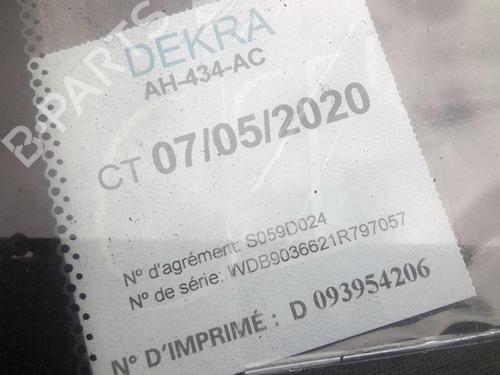 DEKRA
AH-434-AC
CT 07/05/2020
N° d'agrément: S059D024
N° de série: WDB9036621R797057
N° D'IMPRIMÉ : D 093954206
B-PARTS